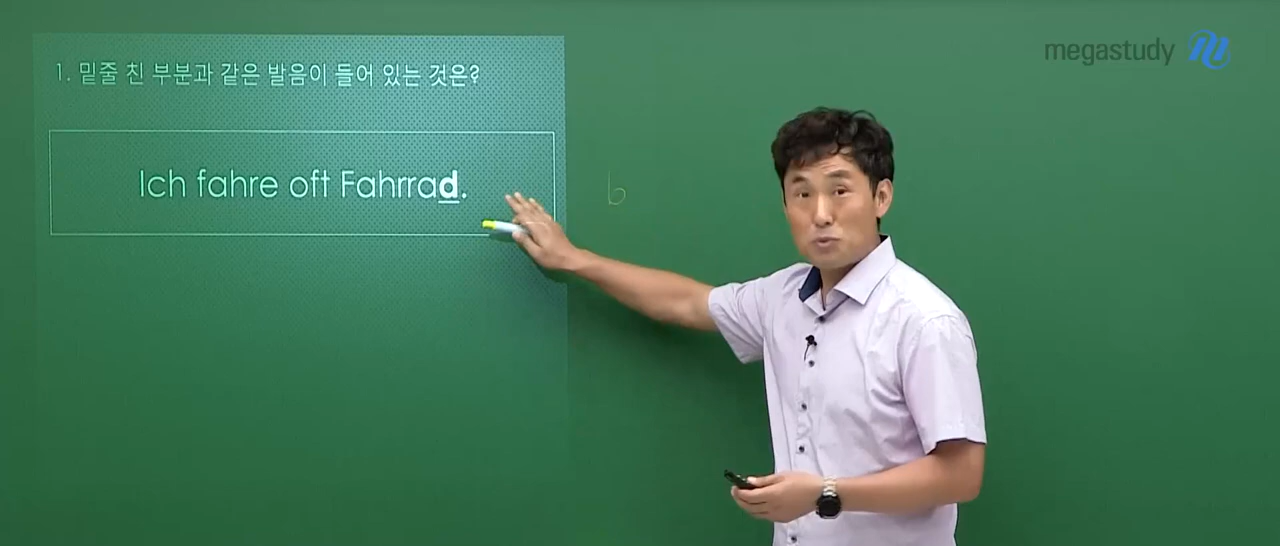 1. 밑줄 친 부분과 같은 발음이 들어 있는 것은?
Ich fahre oft Fahrrad.
b
megastudy